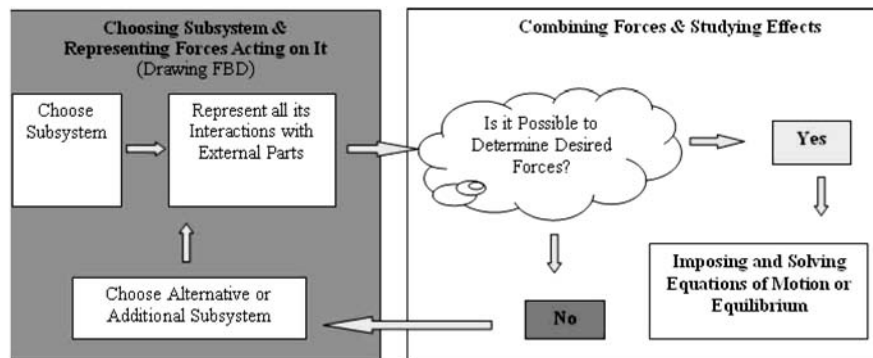 Choosing Subsystem &
Representing Forces Acting on It
(Drawing FBD)
Choose
Subsystem
Represent all its
Interactions with
External Parts
Choose Alternative or
Additional Subsystem
Combining Forces & Studying Effects
Is it Possible to
Determine Desired
Forces?
Yes
No
Imposing and Solving
Equations of Motion or
Equilibrium